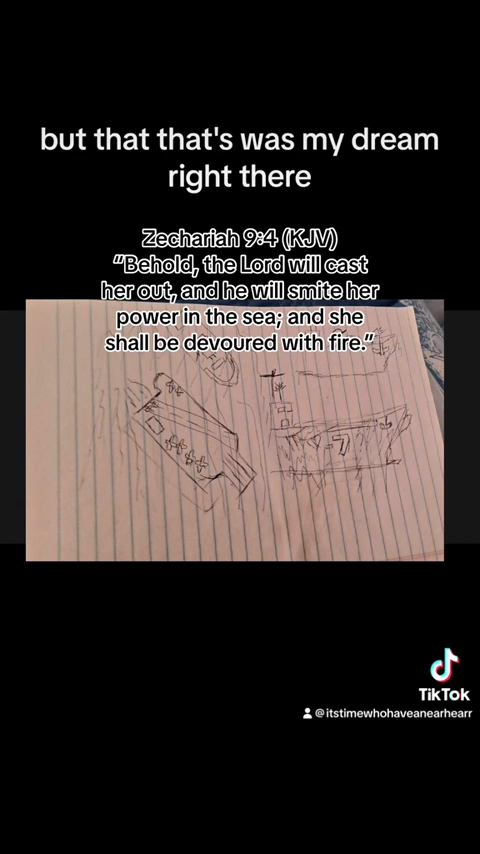 but that that's was my dream
right there
Zechariah 9:4 (KJV)
“Behold, the Lord will cast
her out, and he will smite her
power in the sea; and she
shall be devoured with fire.”
TikTok
@itstimewhohaveanearhearr